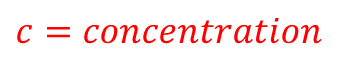 c = concentration